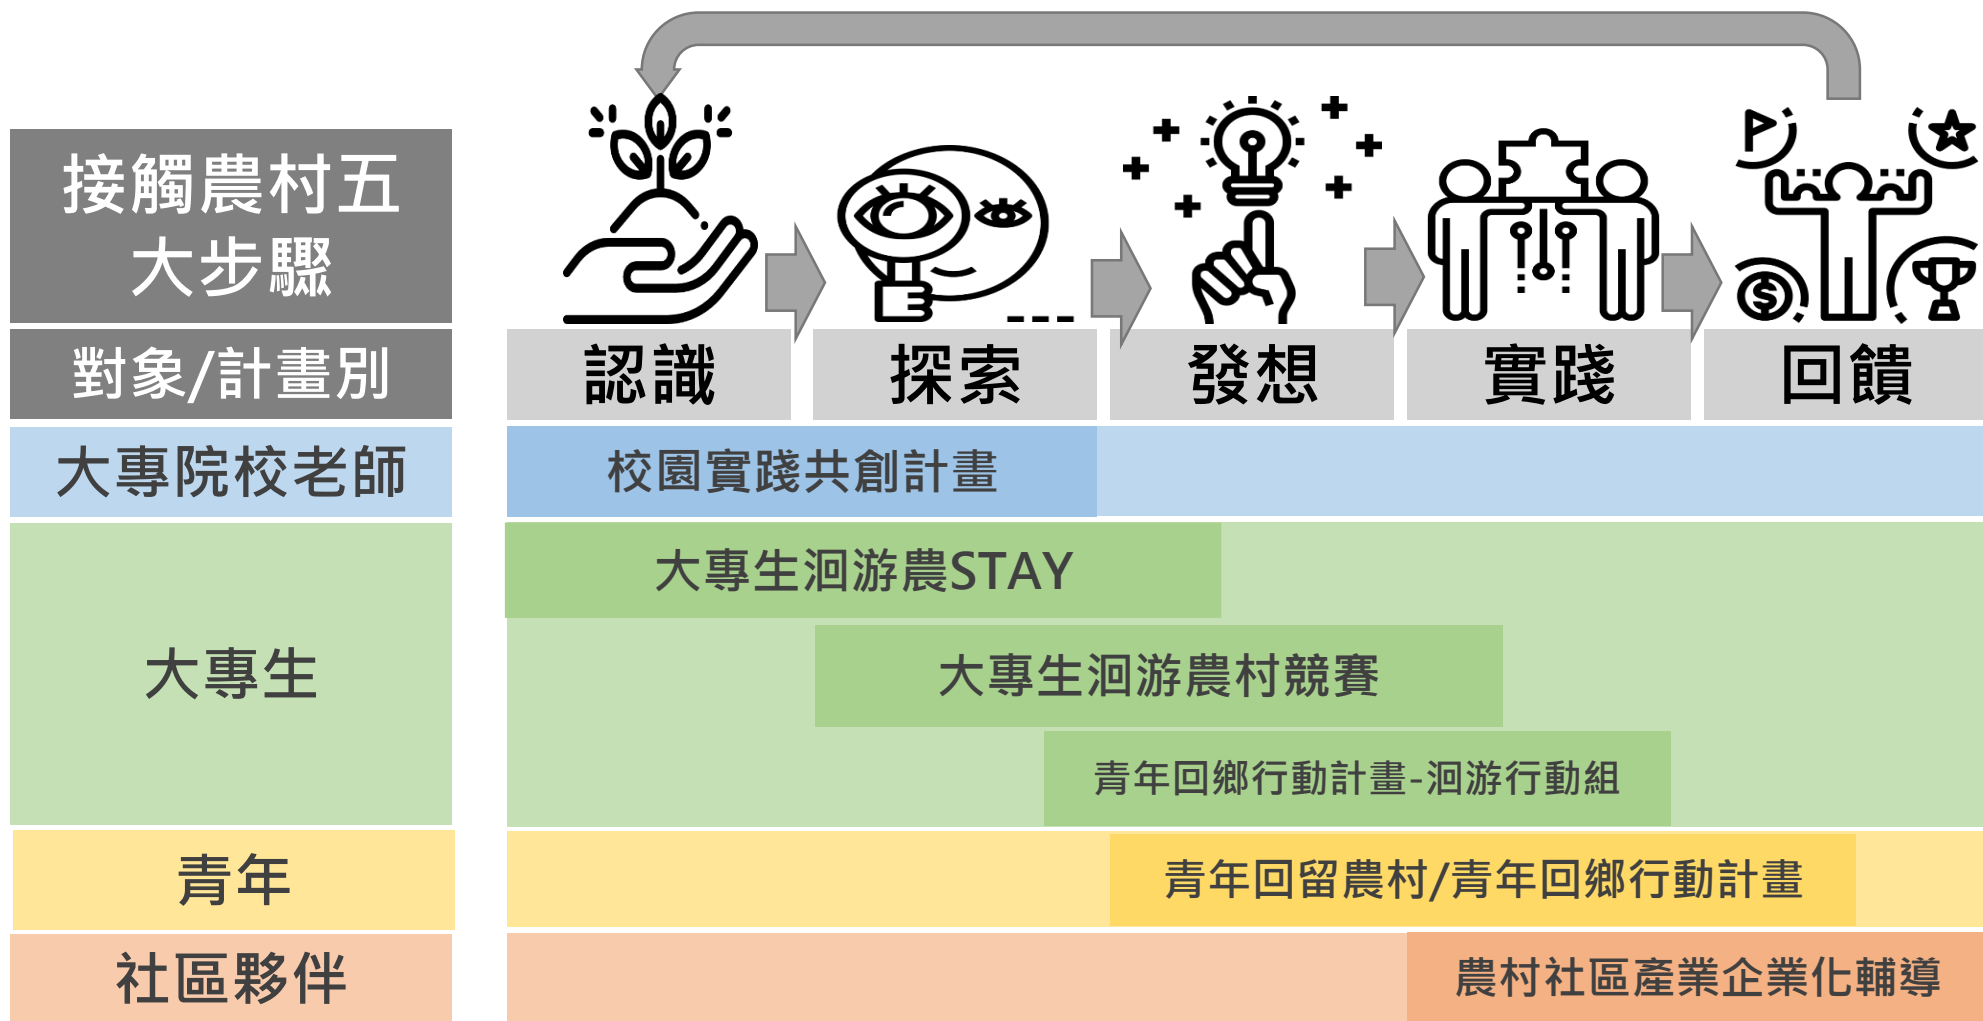 接觸農村五
大步驟
對象/計畫別
認識
探索
發想
實踐
回饋
大專院校老師
校園實踐共創計畫
大專生
大專生洄游農STAY
大專生洄游農村競賽
青年回鄉行動計畫-洄游行動組
青年
青年回留農村/青年回鄉行動計畫
社區夥伴
農村社區產業企業化輔導